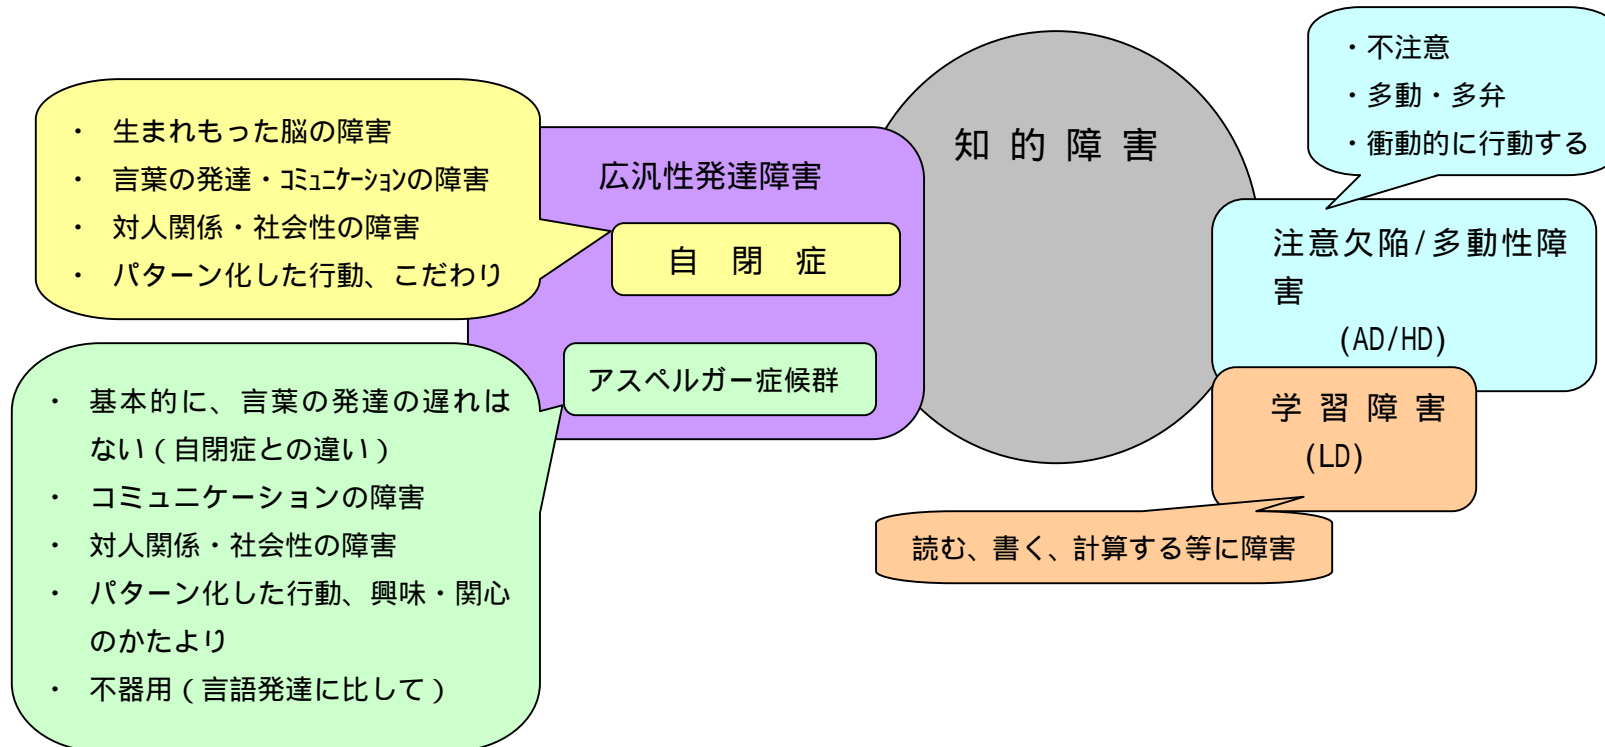 ・ 生まれもった脳の障害
・ 言葉の発達・ｺﾐｭﾆｹｰｼｮﾝの障害
・ 対人関係・社会性の障害
・ パターン化した行動、こだわり
広汎性発達障害
自 閉 症
アスペルガー症候群
・ 基本的に、言葉の発達の遅れは
ない（自閉症との違い）
・ コミュニケーションの障害
・ 対人関係・社会性の障害
・ パターン化した行動、興味・関心
のかたより
・ 不器用（言語発達に比して）
知 的 障 害
・不注意
・多動・多弁
・衝動的に行動する
注意欠陥/多動性障
害
(AD/HD)
学 習 障 害
(LD)
読む、書く、計算する等に障害